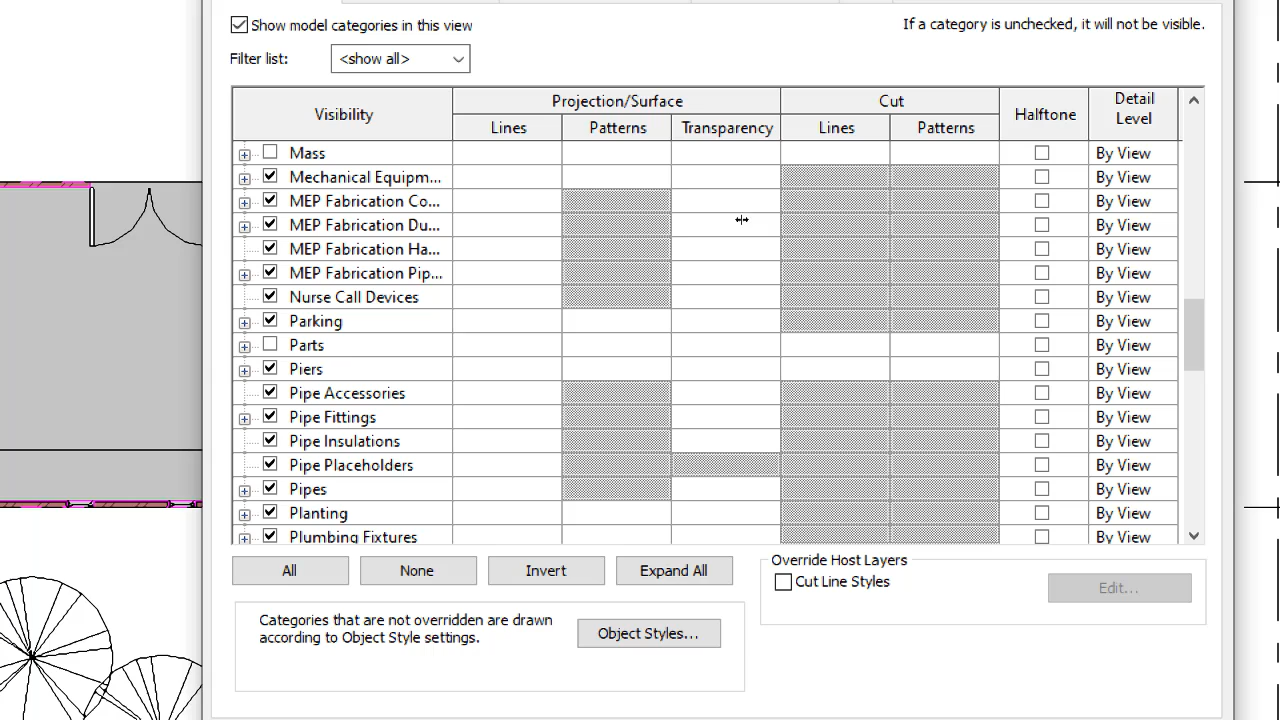 Show model categories in this view
If a category is unchecked, it will not be visible.
Filter list:
<show all>
Visibility
Projection/Surface
Cut
Halftone
Detail
Level
Lines
Patterns
Transparency
Lines
Patterns
Mass
By View
Mechanical Equipm...
By View
MEP Fabrication Co...
By View
MEP Fabrication Du...
By View
MEP Fabrication Ha...
By View
MEP Fabrication Pip...
By View
Nurse Call Devices
By View
Parking
By View
Parts
By View
Piers
By View
Pipe Accessories
By View
Pipe Fittings
By View
Pipe Insulations
By View
Pipe Placeholders
By View
Pipes
By View
Planting
By View
Plumbing Fixtures
By View
All
None
Invert
Expand All
Override Host Layers
Cut Line Styles
Edit...
Categories that are not overridden are drawn
according to Object Style settings.
Object Styles...